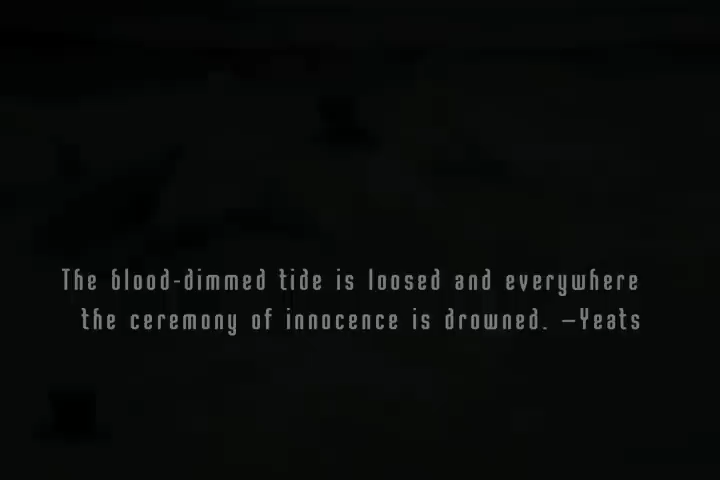 The blood-dimmed tide is loosed and everywhere
the ceremony of innocence is drowned. —Yeats